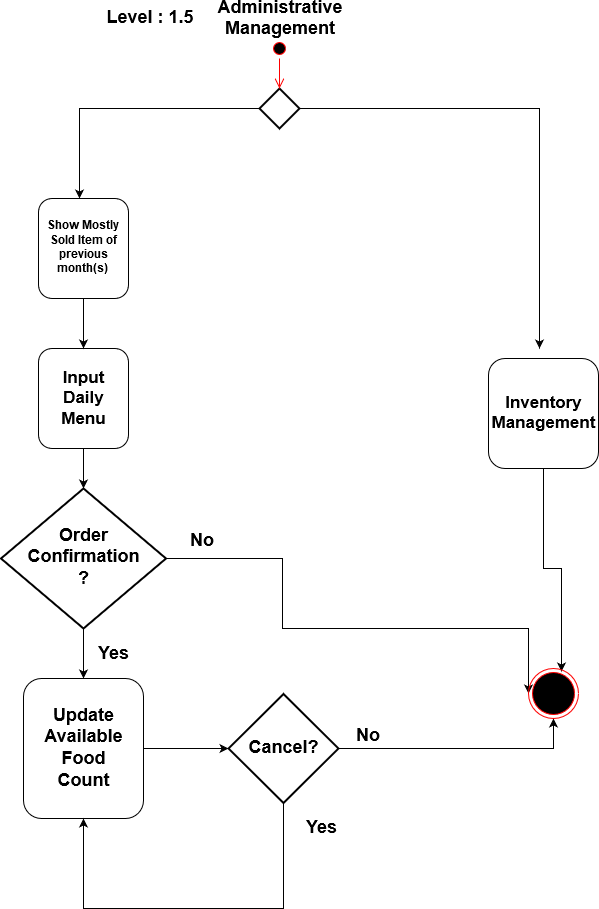 Level : 1.5
Administrative
Management
Show Mostly
Sold Item of
previous
month(s)
Input
Daily
Menu
Inventory
Management
Order
Confirmation
?
No
Yes
Update
Available
Food
Count
Cancel?
No
Yes